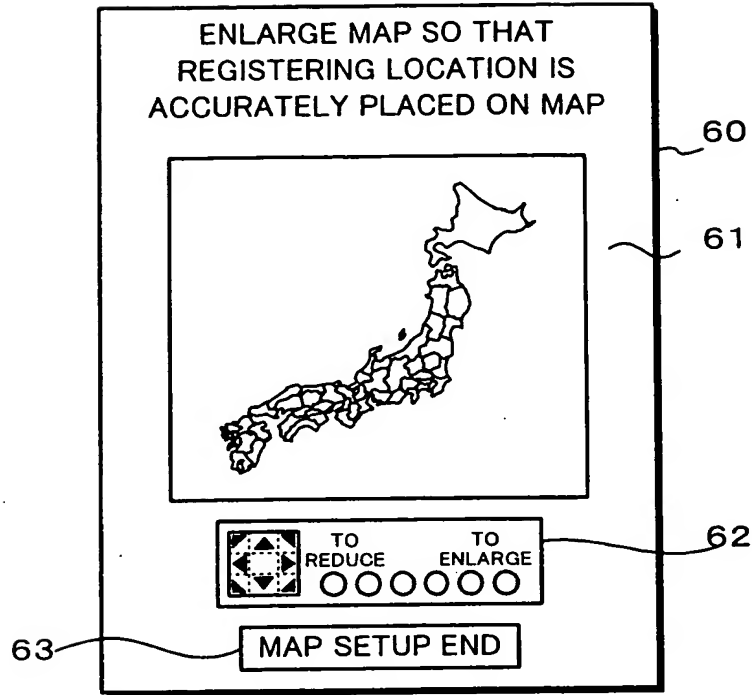 ENLARGE MAP SO THAT
REGISTERING LOCATION IS
ACCURATELY PLACED ON MAP
60
61
TO REDUCE TO ENLARGE
62
63
MAP SETUP END